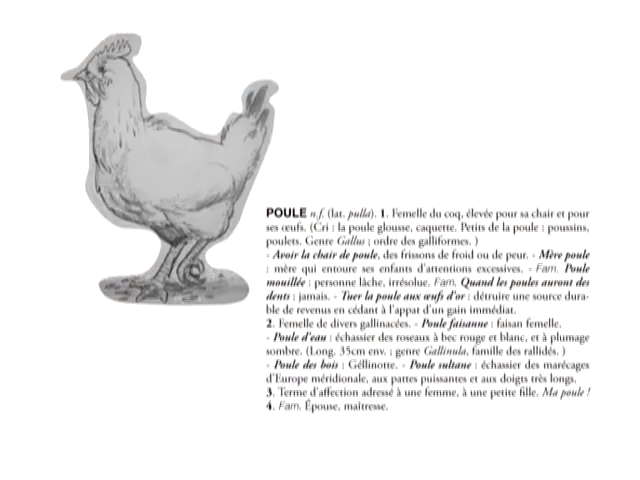 POULE n.f. (lat. pulla). 1. Femelle du coq, élevée pour sa chair et pour
ses œufs. (Cri : la poule glousse, caquette. Petits de la poule : poussins,
poulets. Genre Gallus ; ordre des galliformes. )
- Avoir la chair de poule, des frissons de froid ou de peur. - Mère poule
: mère qui entoure ses enfants d'attentions excessives. - Fam. Poule
mouillée : personne lâche, irrésolue. Fam. Quand les poules auront des
dents : jamais. - Tuer la poule aux œufs d'or : détruire une source dura-
ble de revenus en cédant à l'appat d'un gain immédiat.
2. Femelle de divers gallinacées. - Poule faisanne : faisan femelle.
- Poule d'eau : échassier des roseaux à bec rouge et blanc, et à plumage
sombre. (Long. 35cm env. ; genre Gallinula, famille des rallidés. )
- Poule des bois : Géllinotte. - Poule sultane : échassier des marécages
d'Europe méridionale, aux pattes puissantes et aux doigts très longs.
3. Terme d'affection adressé à une femme, à une petite fille. Ma poule !
4. Fam. Épouse, maîtresse.